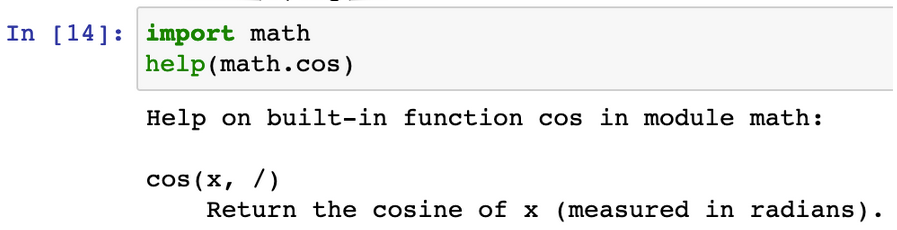 In [14]: import math
help(math.cos)
Help on built-in function cos in module math:
cos(x, /)
Return the cosine of x (measured in radians).